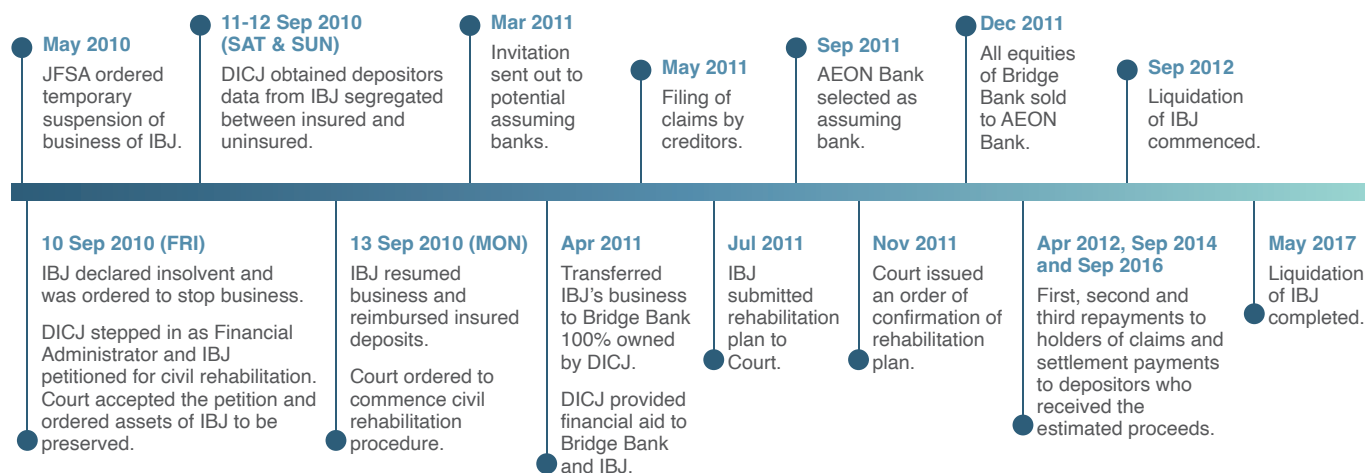 May 2010
JFSA ordered
temporary
suspension of
business of IBJ.
11-12 Sep 2010
(SAT & SUN)
DICJ obtained depositors
data from IBJ segregated
between insured and
uninsured.
Mar 2011
Invitation
sent out to
potential
assuming
banks.
May 2011
Filing of
claims by
creditors.
Sep 2011
AEON Bank
selected as
assuming
bank.
Dec 2011
All equities
of Bridge
Bank sold
to AEON
Bank.
Sep 2012
Liquidation
of IBJ
commenced.
10 Sep 2010 (FRI)
IBJ declared insolvent and
was ordered to stop business.
DICJ stepped in as Financial
Administrator and IBJ
petitioned for civil rehabilitation.
Court accepted the petition and
ordered assets of IBJ to be
preserved.
13 Sep 2010 (MON)
IBJ resumed
business and
reimbursed insured
deposits.
Court ordered to
commence civil
rehabilitation
procedure.
Apr 2011
Transferred
IBJ's business
to Bridge Bank
100% owned
by DICJ.
DICJ provided
financial aid to
Bridge Bank
and IBJ.
Jul 2011
IBJ
submitted
rehabilitation
plan to
Court.
Nov 2011
Court issued
an order of
confirmation of
rehabilitation
plan.
Apr 2012, Sep 2014
and Sep 2016
First, second and
third repayments to
holders of claims and
settlement payments
to depositors who
received the
estimated proceeds.
May 2017
Liquidation
of IBJ
completed.